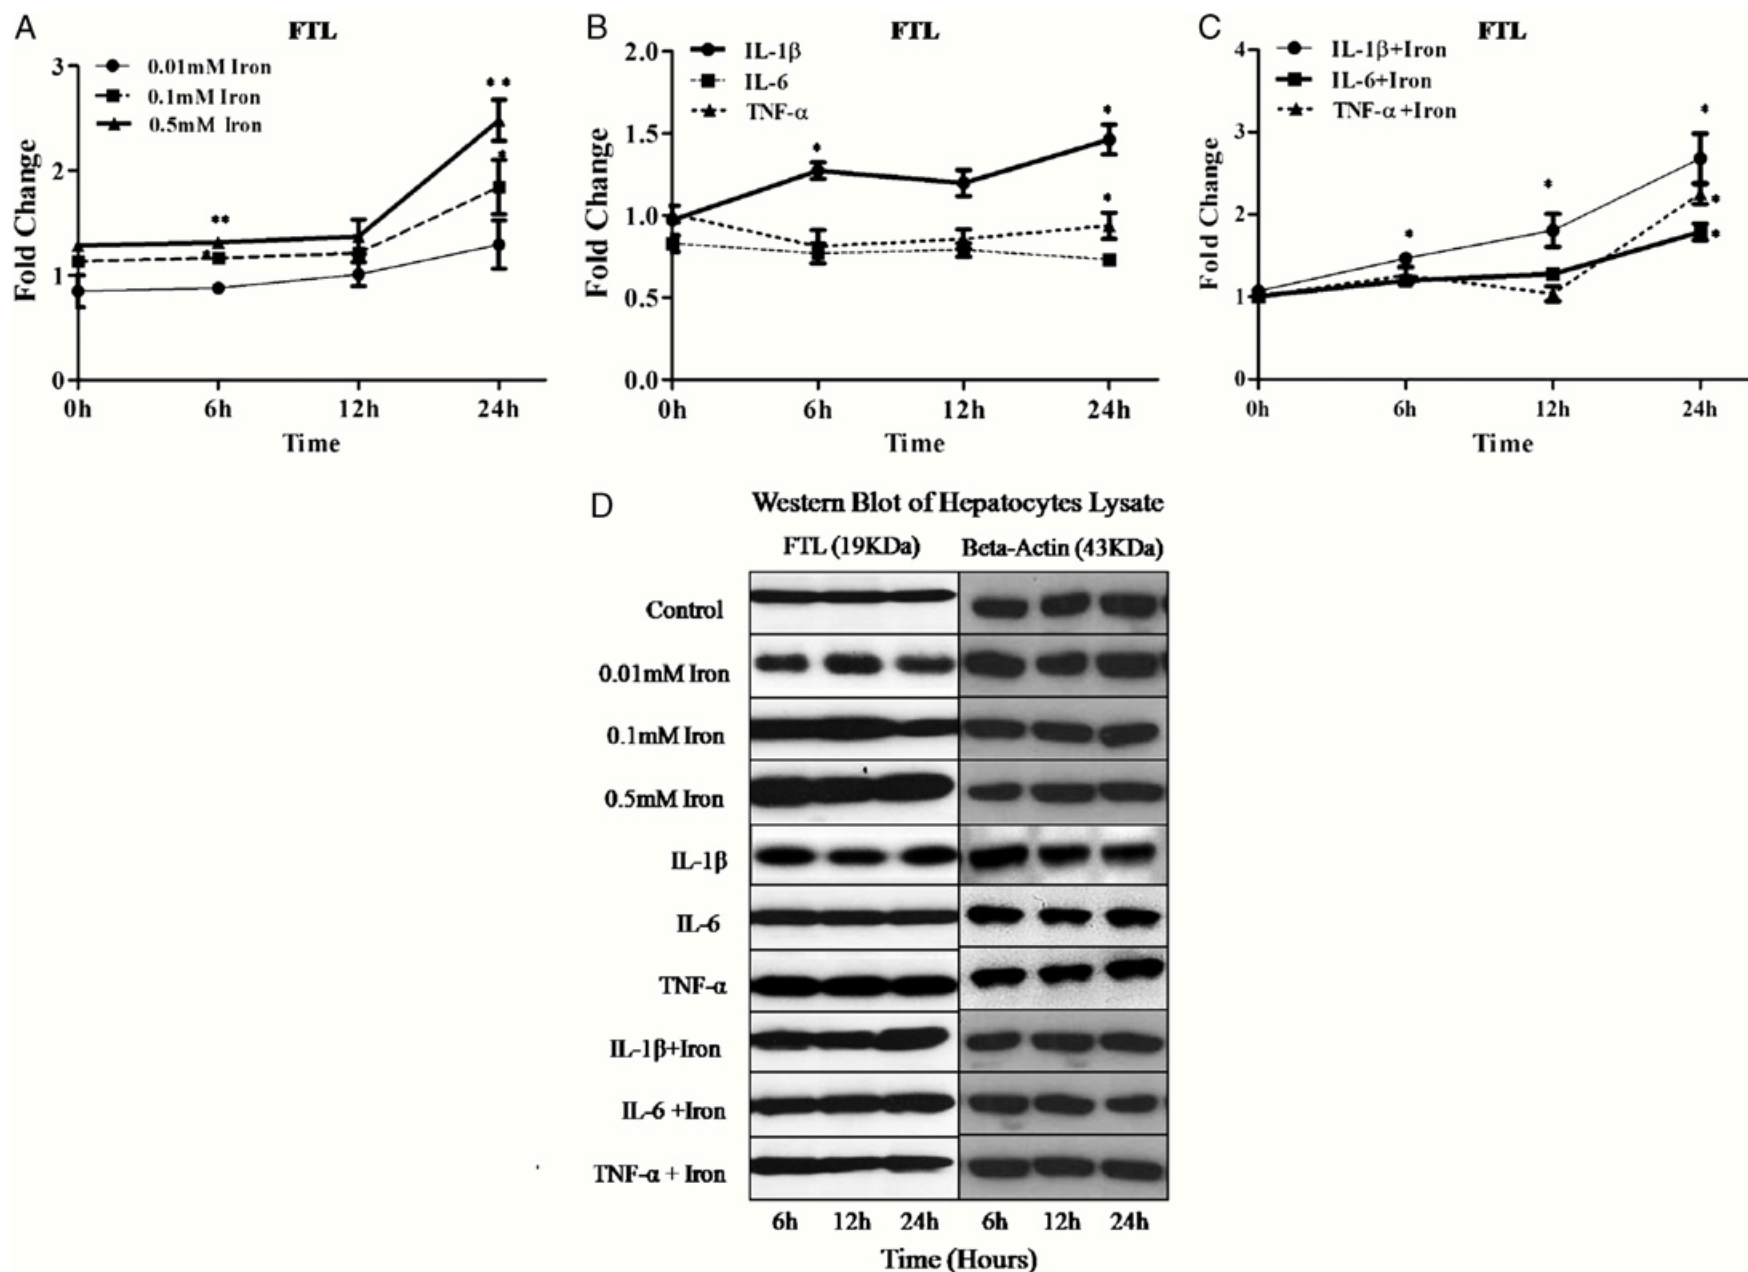 A
FTL
0.01mM Iron
0.1mM Iron
0.5mM Iron
3
2
1
0
Fold Change
** 
*
**
*
0h 6h 12h 24h
Time
B
FTL
IL-1β
IL-6
TNF-α
2.0
1.5
1.0
0.5
0.0
Fold Change
*
*
*
0h 6h 12h 24h
Time
C
FTL
IL-1β+Iron
IL-6+Iron
TNF-α+Iron
4
3
2
1
0
Fold Change
*
*
*
*
*
0h 6h 12h 24h
Time
D
Western Blot of Hepatocytes Lysate
FTL (19KDa) Beta-Actin (43KDa)
Control
0.01mM Iron
0.1mM Iron
0.5mM Iron
IL-1β
IL-6
TNF-α
IL-1β+Iron
IL-6 +Iron
TNF-α + Iron
6h 12h 24h 6h 12h 24h
Time (Hours)